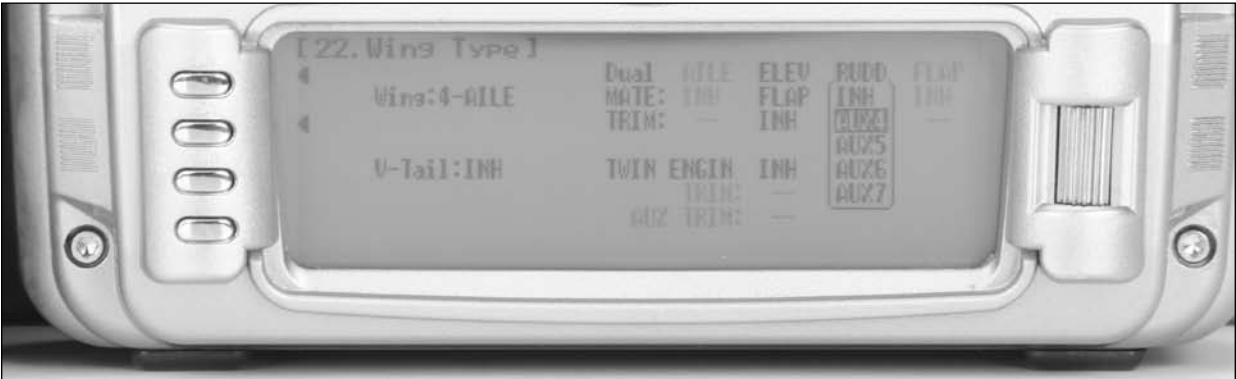 [22.Wing Type]
Dual AILE ELEV RUDD FLAP
Wing:4-AILE MATE: INH FLAP INH INH
TRIM: -- INH AUX4 --
AUX5
V-Tail:INH TWIN ENGIN INH AUX6
TRIM: -- AUX7
AUX TRIM: --